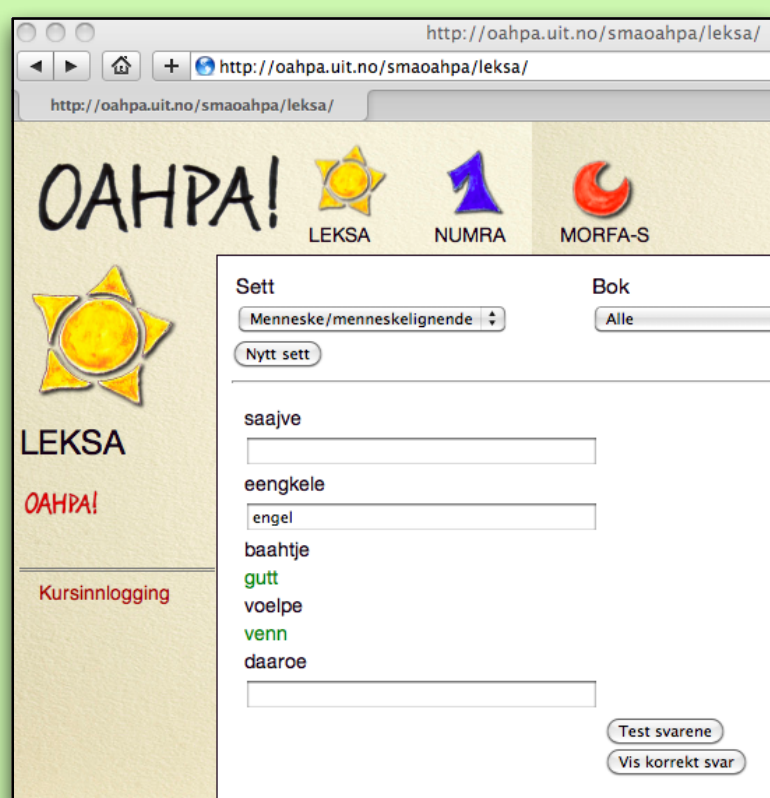 http://oahpa.uit.no/smaoahpa/leksa/
http://oahpa.uit.no/smaoahpa/leksa/
http://oahpa.uit.no/smaoahpa/leksa/
OAHPA!
LEKSA NUMRA MORFA-S
LEKSA
OAHPA!
Kursinnlogging
Sett Bok
Menneske/menneskelignende Alle
Nytt sett
saajve
eengkele
engel
baahtje
gutt
voelpe
venn
daaroe
Test svarene
Vis korrekt svar